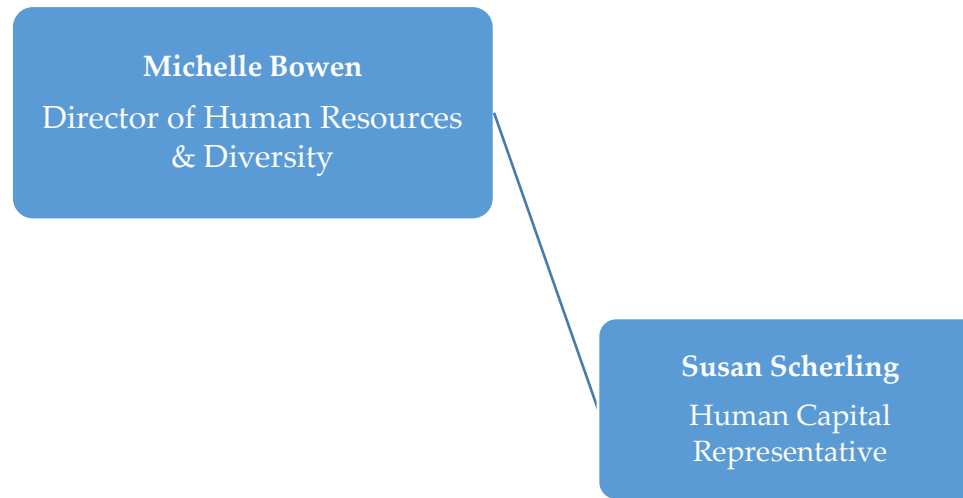 Michelle Bowen
Director of Human Resources
& Diversity
Susan Scherling
Human Capital
Representative